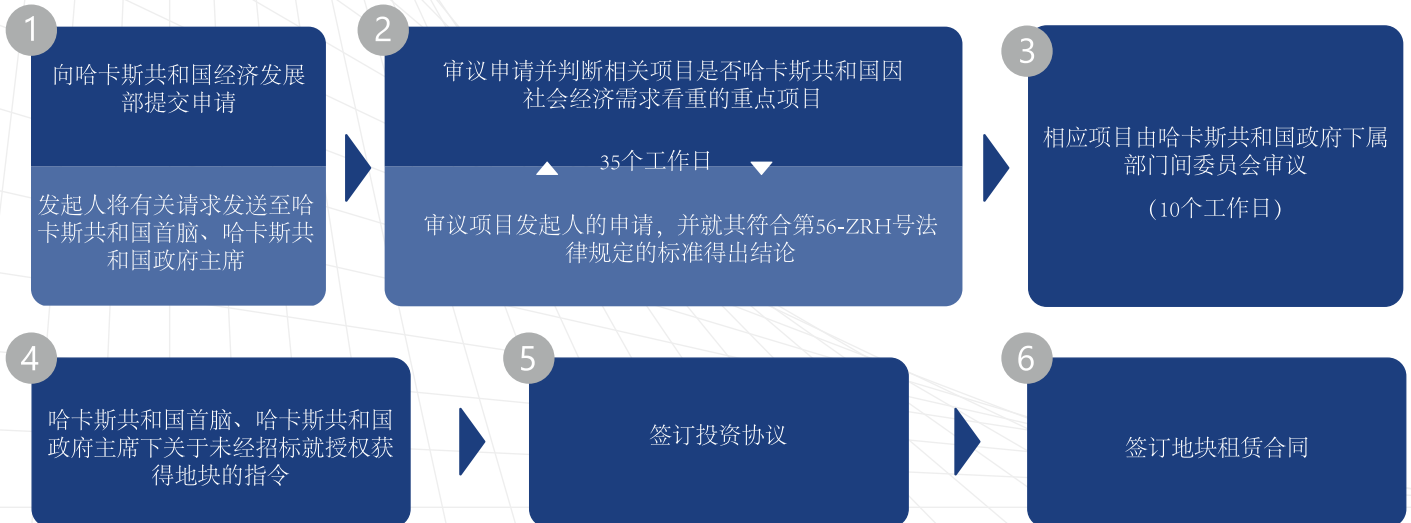 1
向哈卡斯共和国经济发展
部提交申请
发起人将有关请求发送至哈
卡斯共和国首脑、哈卡斯共
和国政府主席
2
审议申请并判断相关项目是否哈卡斯共和国因
社会经济需求看重的重点项目
35个工作日
审议项目发起人的申请，并就其符合第56-ZRH号法
律规定的标准得出结论
3
相应项目由哈卡斯共和国政府下属
部门间委员会审议
（10个工作日）
4
哈卡斯共和国首脑、哈卡斯共和国
政府主席下关于未经招标就授权获
得地块的指令
5
签订投资协议
6
签订地块租赁合同